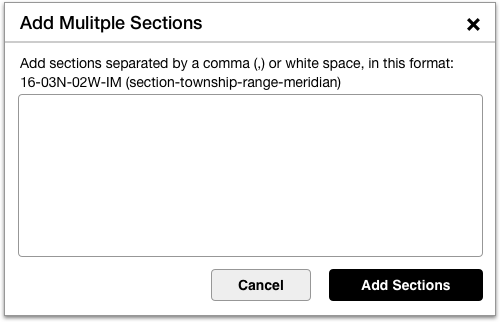 Add Mulitple Sections
Add sections separated by a comma (,) or white space, in this format:
16-03N-02W-IM (section-township-range-meridian)
Cancel
Add Sections